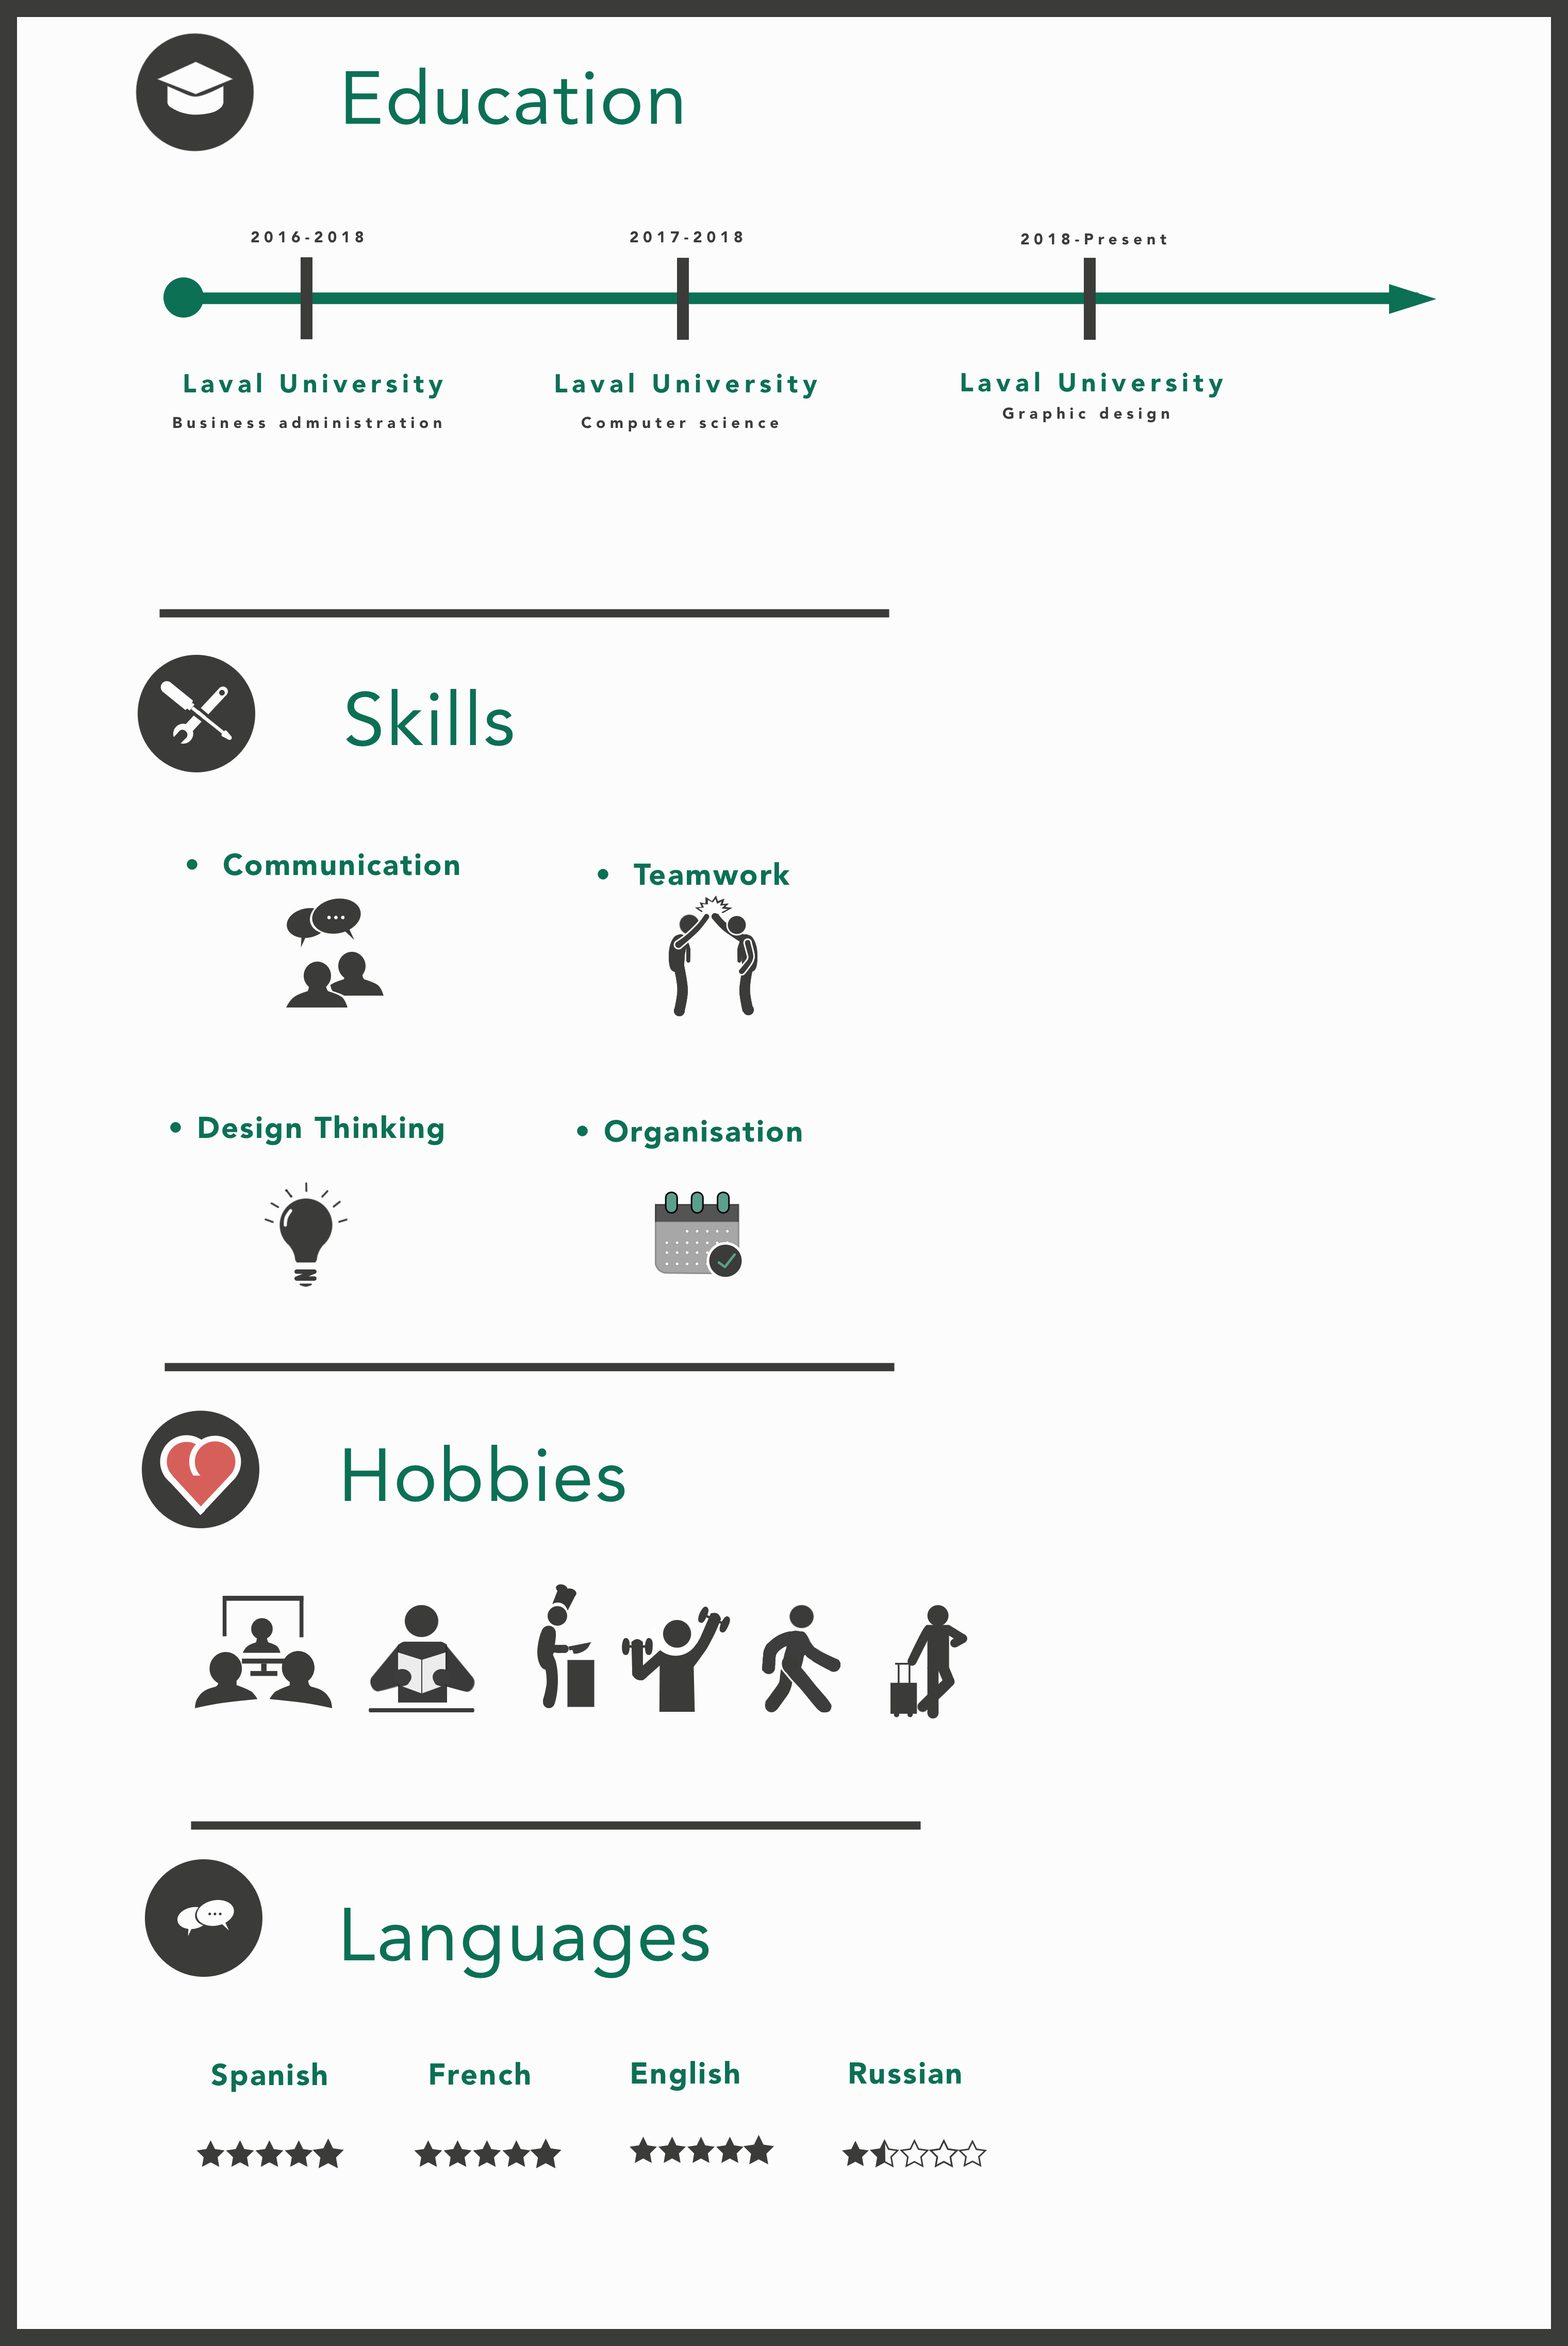 Education
2016-2018
2017-2018
2018-Present
Laval University
Laval University
Laval University
Business administration
Computer science
Graphic design
Skills
• Communication
• Teamwork
• Design Thinking
• Organisation
Hobbies
Languages
Spanish
French
English
Russian